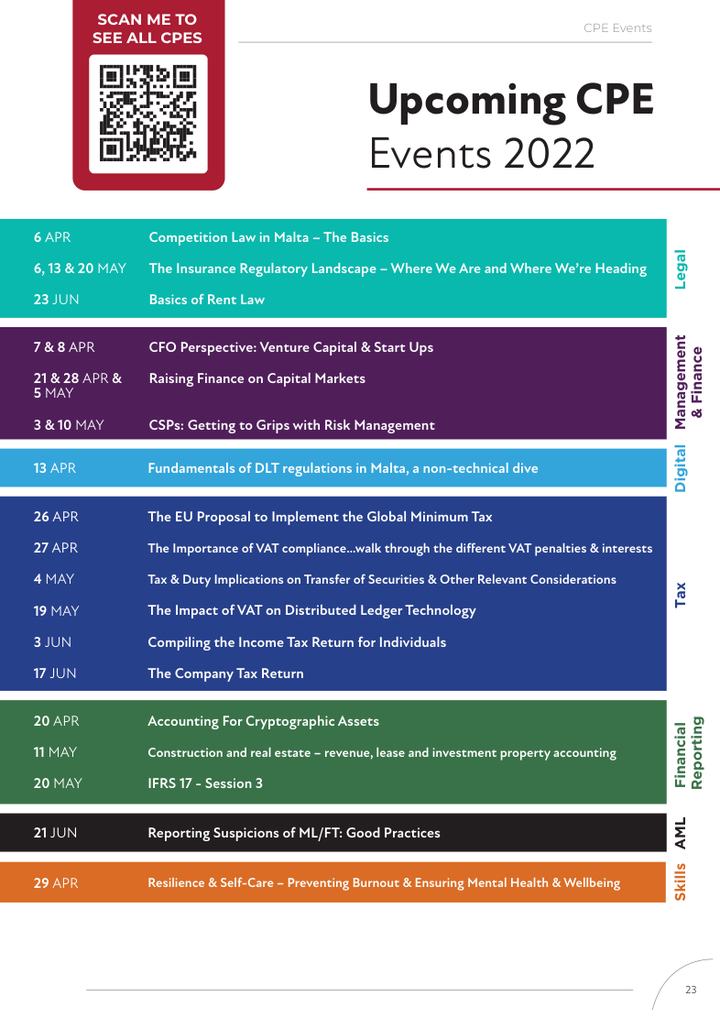 SCAN ME TO
SEE ALL CPES
CPE Events
Upcoming CPE
Events 2022
6 APR Competition Law in Malta – The Basics
6, 13 & 20 MAY The Insurance Regulatory Landscape – Where We Are and Where We're Heading
23 JUN Basics of Rent Law
Legal
7 & 8 APR CFO Perspective: Venture Capital & Start Ups
21 & 28 APR & Raising Finance on Capital Markets
5 MAY
3 & 10 MAY CSPs: Getting to Grips with Risk Management
Management
& Finance
13 APR Fundamentals of DLT regulations in Malta, a non-technical dive
Digital
26 APR The EU Proposal to Implement the Global Minimum Tax
27 APR The Importance of VAT compliance...walk through the different VAT penalties & interests
4 MAY Tax & Duty Implications on Transfer of Securities & Other Relevant Considerations
19 MAY The Impact of VAT on Distributed Ledger Technology
3 JUN Compiling the Income Tax Return for Individuals
17 JUN The Company Tax Return
Tax
20 APR Accounting For Cryptographic Assets
11 MAY Construction and real estate – revenue, lease and investment property accounting
20 MAY IFRS 17 - Session 3
Financial
Reporting
21 JUN Reporting Suspicions of ML/FT: Good Practices
AML
29 APR Resilience & Self-Care – Preventing Burnout & Ensuring Mental Health & Wellbeing
Skills
23